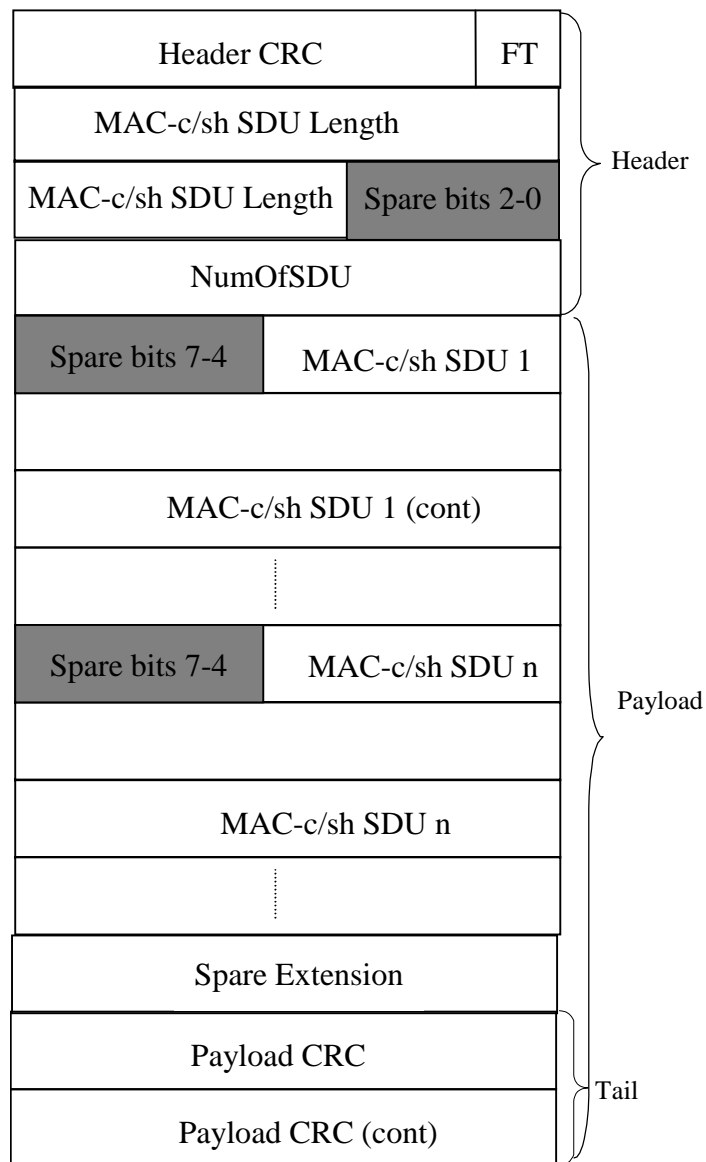 Header CRC FT
MAC-c/sh SDU Length
Header
MAC-c/sh SDU Length Spare bits 2-0
NumOfSDU
Spare bits 7-4 MAC-c/sh SDU 1
MAC-c/sh SDU 1 (cont)
Spare bits 7-4 MAC-c/sh SDU n
Payload
MAC-c/sh SDU n
Spare Extension
Payload CRC
Tail
Payload CRC (cont)